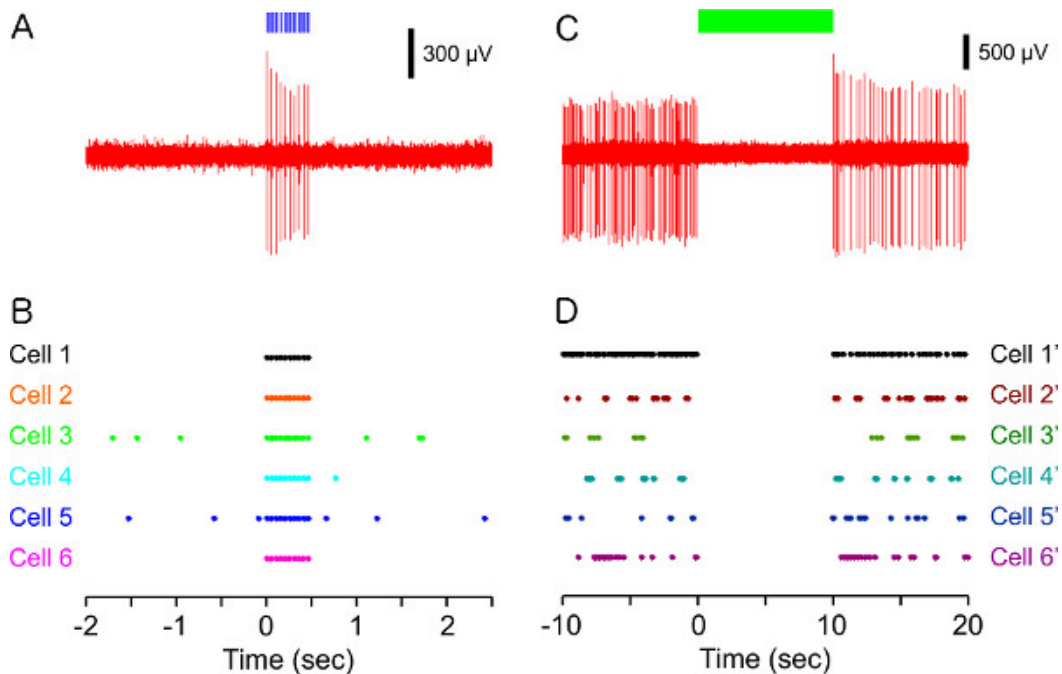 A
300 µV
C
500 µV
B
Cell 1
Cell 2
Cell 3
Cell 4
Cell 5
Cell 6
-2 -1 0 1 2
Time (sec)
D
Cell 1'
Cell 2'
Cell 3'
Cell 4'
Cell 5'
Cell 6'
-10 0 10 20
Time (sec)